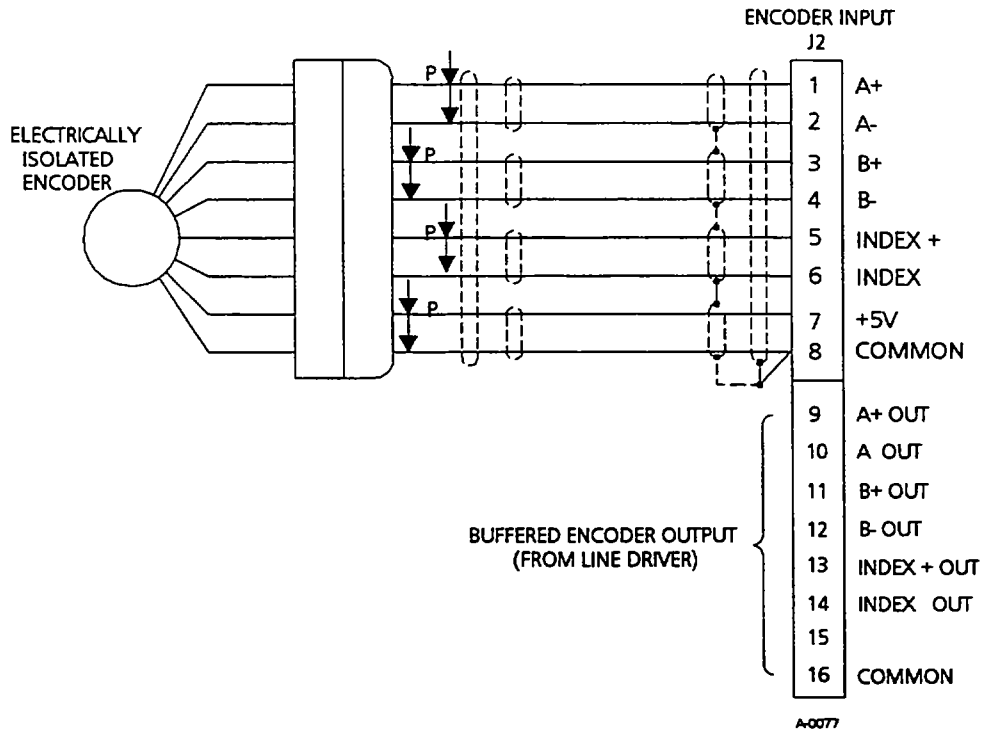 ENCODER INPUT
J2
ELECTRICALLY
ISOLATED
ENCODER
P
P
P
P
1 A+
2 A-
3 B+
4 B-
5 INDEX +
6 INDEX
7 +5V
8 COMMON
9 A+ OUT
10 A OUT
11 B+ OUT
12 B- OUT
13 INDEX + OUT
14 INDEX OUT
15
16 COMMON
BUFFERED ENCODER OUTPUT
(FROM LINE DRIVER)
A-0077